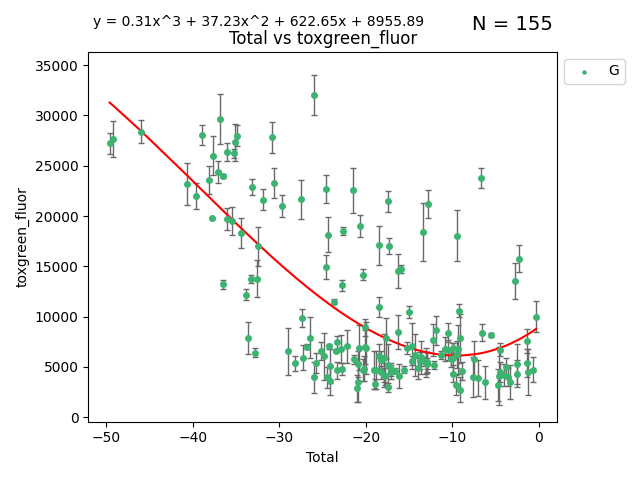 y = 0.31x^3 + 37.23x^2 + 622.65x + 8955.89
N = 155
Total vs toxgreen_fluor
G
toxgreen_fluor
35000
30000
25000
20000
15000
10000
5000
0
−50
−40
−30
−20
−10
0
Total